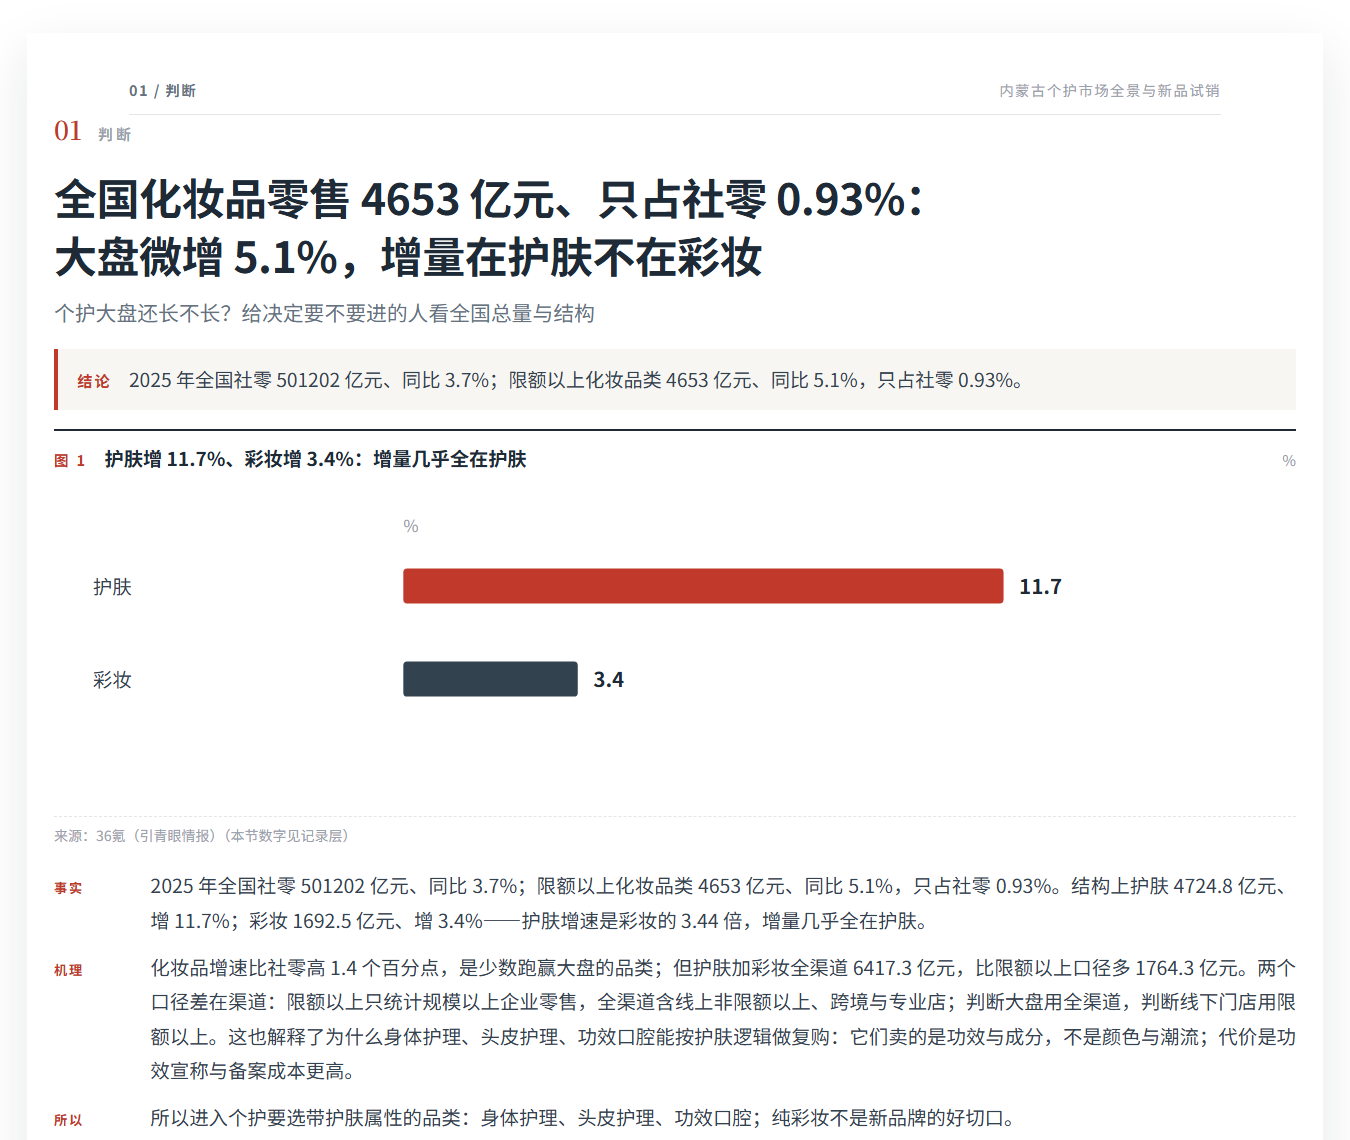 01 / 判断
内蒙古个护市场全景与新品试销
01 判断
全国化妆品零售 4653 亿元、只占社零 0.93%：
大盘微增 5.1%，增量在护肤不在彩妆
个护大盘还长不长？给决定要不要进的人看全国总量与结构
结论 2025 年全国社零 501202 亿元、同比 3.7%；限额以上化妆品类 4653 亿元、同比 5.1%，只占社零 0.93%。
图 1 护肤增 11.7%、彩妆增 3.4%：增量几乎全在护肤 %
%
护肤 11.7
彩妆 3.4
来源：36氪（引青眼情报）（本节数字见记录层）
事实 2025 年全国社零 501202 亿元、同比 3.7%；限额以上化妆品类 4653 亿元、同比 5.1%，只占社零 0.93%。结构上护肤 4724.8 亿元、
增 11.7%；彩妆 1692.5 亿元、增 3.4%——护肤增速是彩妆的 3.44 倍，增量几乎全在护肤。
机理 化妆品增速比社零高 1.4 个百分点，是少数跑赢大盘的品类；但护肤加彩妆全渠道 6417.3 亿元，比限额以上口径多 1764.3 亿元。两个
口径差在渠道：限额以上只统计规模以上企业零售，全渠道含线上非限额以上、跨境与专业店；判断大盘用全渠道，判断线下门店用限
额以上。这也解释了为什么身体护理、头皮护理、功效口腔能按护肤逻辑做复购：它们卖的是功效与成分，不是颜色与潮流；代价是功
效宣称与备案成本更高。
所以 所以进入个护要选带护肤属性的品类：身体护理、头皮护理、功效口腔；纯彩妆不是新品牌的好切口。